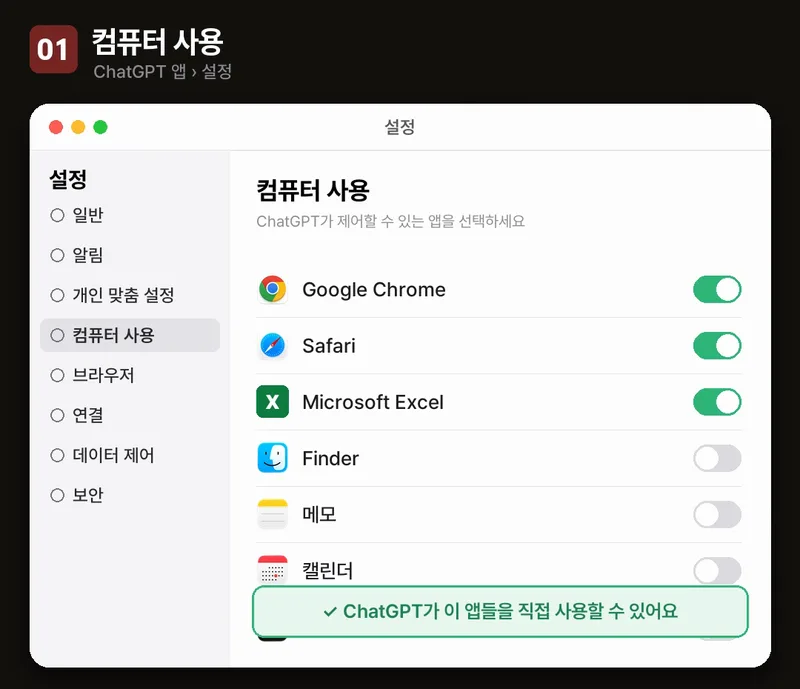 01
컴퓨터 사용
ChatGPT 앱 › 설정
설정
설정
일반
알림
개인 맞춤 설정
컴퓨터 사용
브라우저
연결
데이터 제어
보안
컴퓨터 사용
ChatGPT가 제어할 수 있는 앱을 선택하세요
Google Chrome
Safari
X
Microsoft Excel
Finder
메모
캘린더
✓ ChatGPT가 이 앱들을 직접 사용할 수 있어요